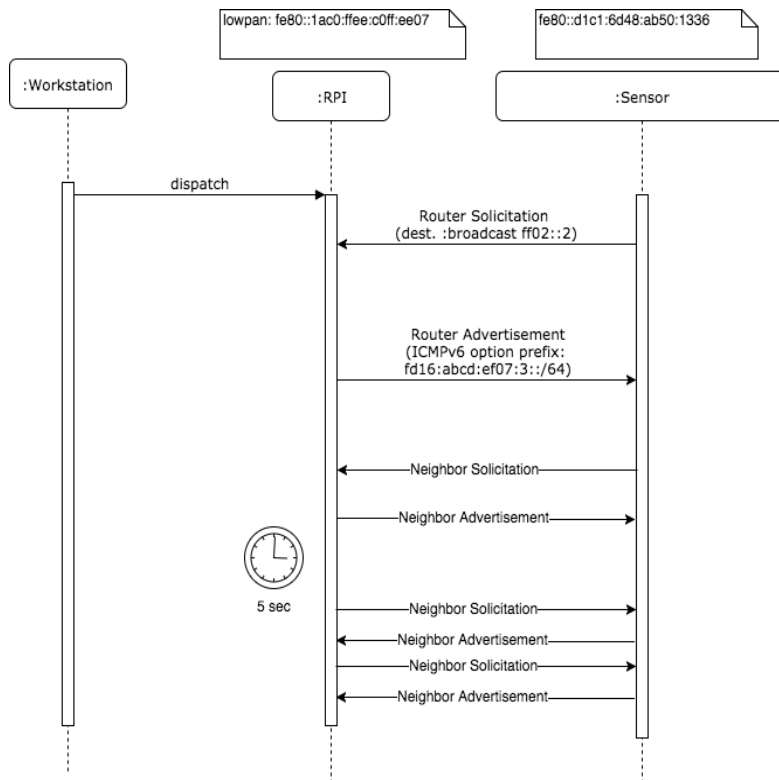 lowpan: fe80::1ac0:ffee:c0ff:ee07
fe80::d1c1:6d48:ab50:1336
:Workstation
:RPI
:Sensor
dispatch
Router Solicitation
(dest. :broadcast ff02::2)
Router Advertisement
(ICMPv6 option prefix:
fd16:abcd:ef07:3::/64)
Neighbor Solicitation
Neighbor Advertisement
5 sec
Neighbor Solicitation
Neighbor Advertisement
Neighbor Solicitation
Neighbor Advertisement